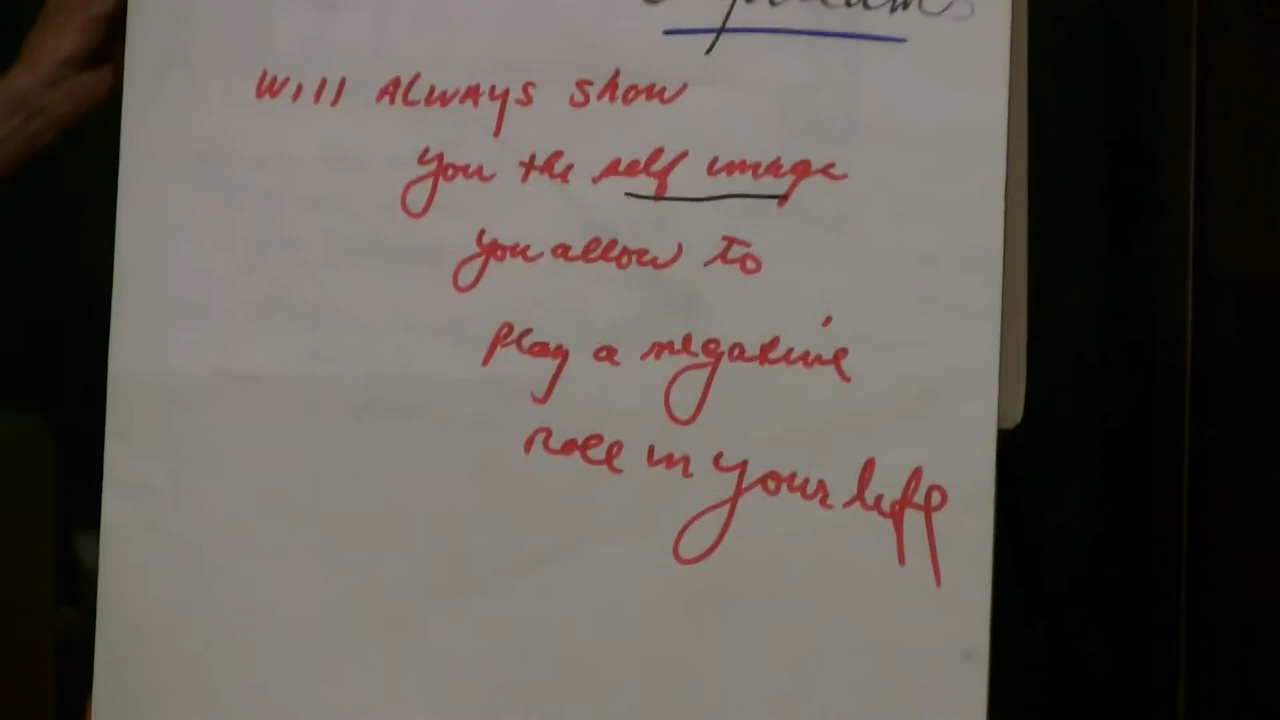 Will Always Show
you the self image
you allow to
play a negative
role in your life